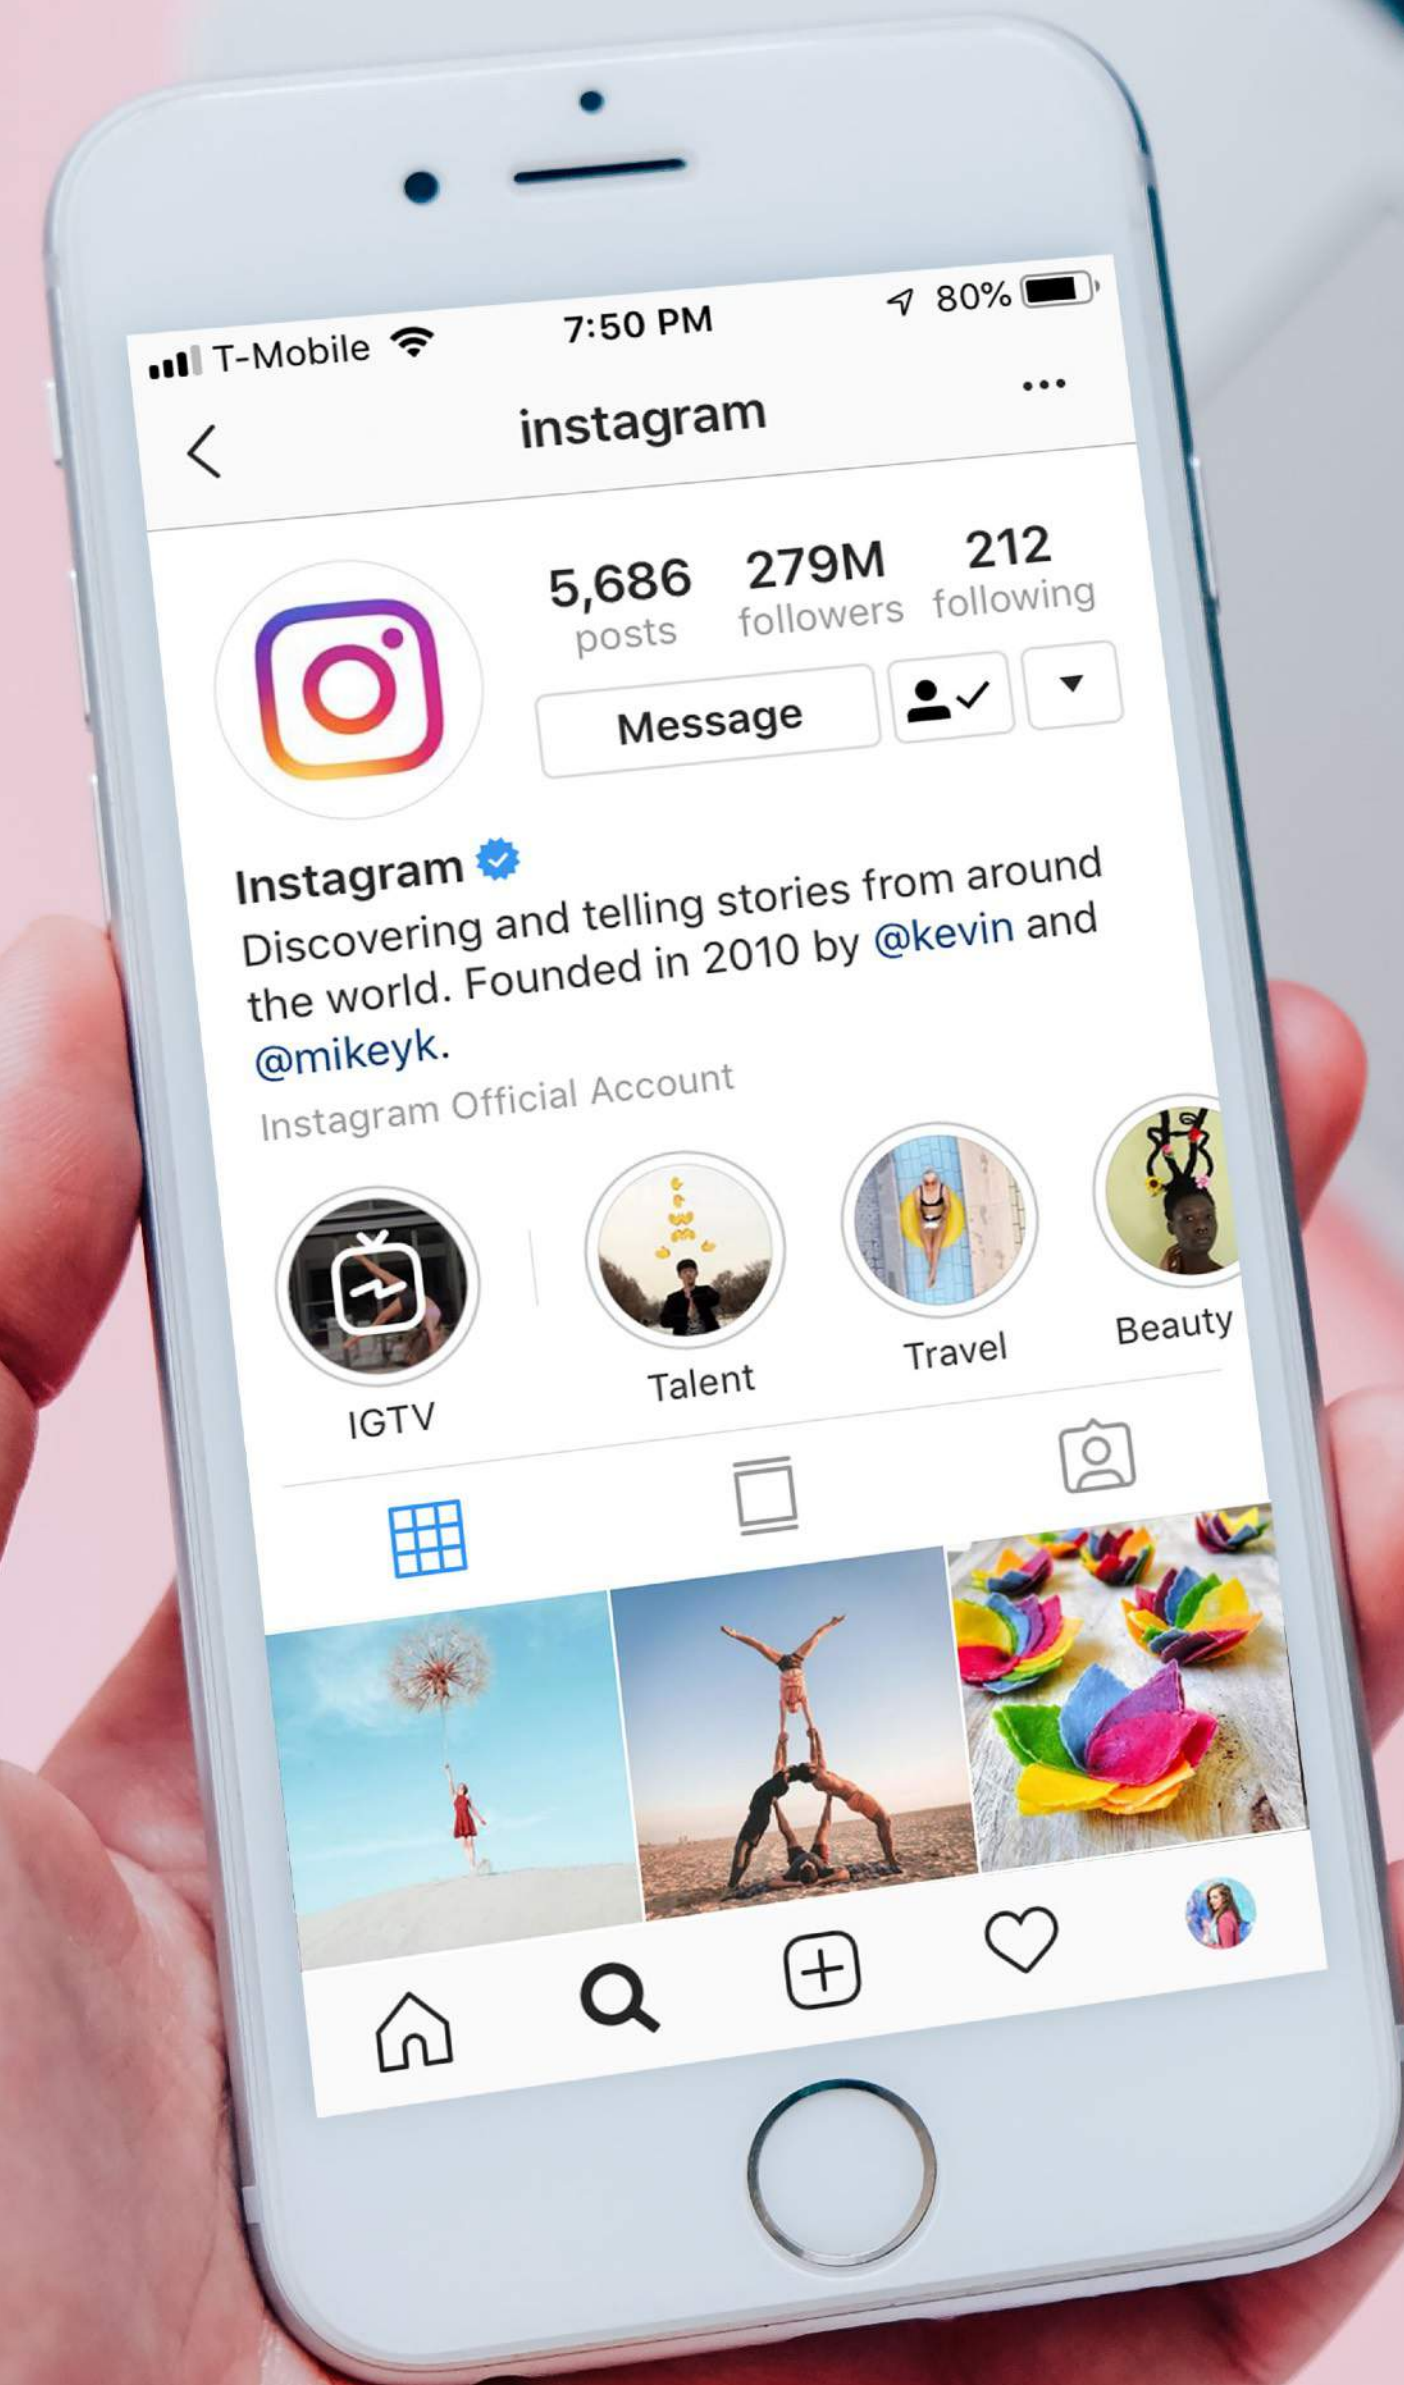 T-Mobile 7:50 PM 80%
instagram
5,686 279M 212
posts followers following
Message
Instagram
Discovering and telling stories from around
the world. Founded in 2010 by @kevin and
@mikeyk.
Instagram Official Account
IGTV Talent Travel Beauty